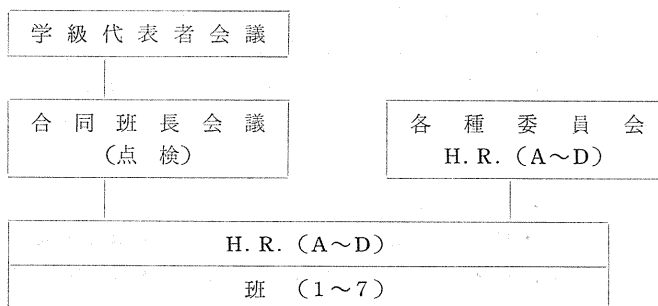 学級代表者会議
合同班長会議
(点検)
各種委員会
H.R.(A～D)
H.R.(A～D)
班 (1～7)